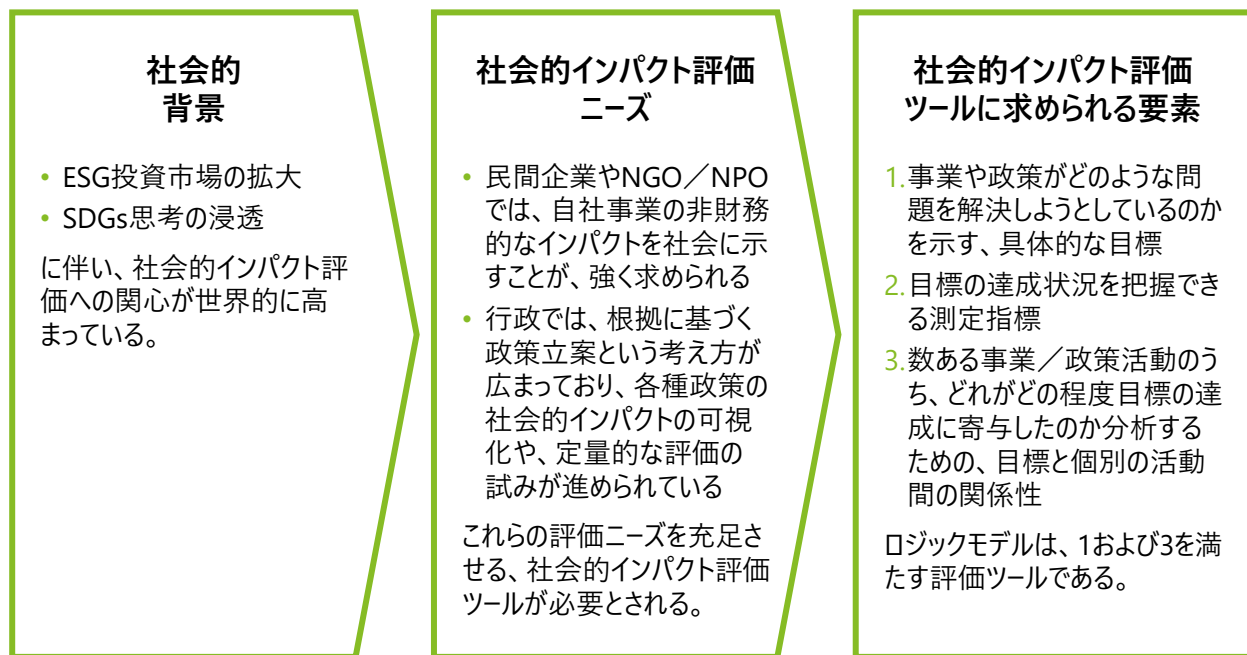 社会的
背景
• ESG投資市場の拡大
• SDGs思考の浸透
に伴い、社会的インパクト評
価への関心が世界的に高
まっている。
社会的インパクト評価
ニーズ
• 民間企業やNGO／NPO
では、自社事業の非財務
的なインパクトを社会に示
すことが、強く求められる
• 行政では、根拠に基づく
政策立案という考え方が
広まっており、各種政策の
社会的インパクトの可視
化や、定量的な評価の
試みが進められている
これらの評価ニーズを充足さ
せる、社会的インパクト評価
ツールが必要とされる。
社会的インパクト評価
ツールに求められる要素
1.事業や政策がどのような問
題を解決しようとしているのか
を示す、具体的な目標
2.目標の達成状況を把握でき
る測定指標
3.数ある事業／政策活動のう
ち、どれがどの程度目標の達
成に寄与したのか分析する
ための、目標と個別の活動
間の関係性
ロジックモデルは、1および3を満
たす評価ツールである。